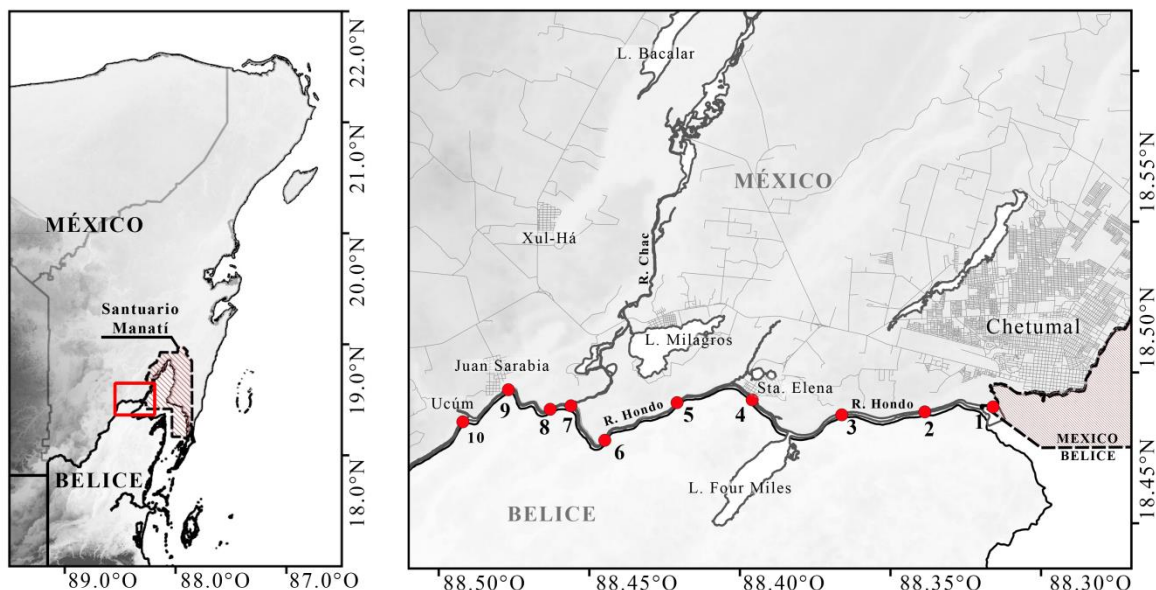 MÉXICO
Santuario
Manatí
BELICE
22.0°N
21.0°N
20.0°N
19.0°N
18.0°N
89.0°O
88.0°O
87.0°O
L. Bacalar
MÉXICO
Xul-Há
R. Chac
L. Milagros
Chetumal
Juan Sarabia
Sta. Elena
Ucúm
R. Hondo
R. Hondo
10
9
8
7
6
5
4
3
2
1
MEXICO
BELICE
L. Four Miles
BELICE
18.55°N
18.50°N
18.45°N
88.50°O
88.45°O
88.40°O
88.35°O
88.30°O